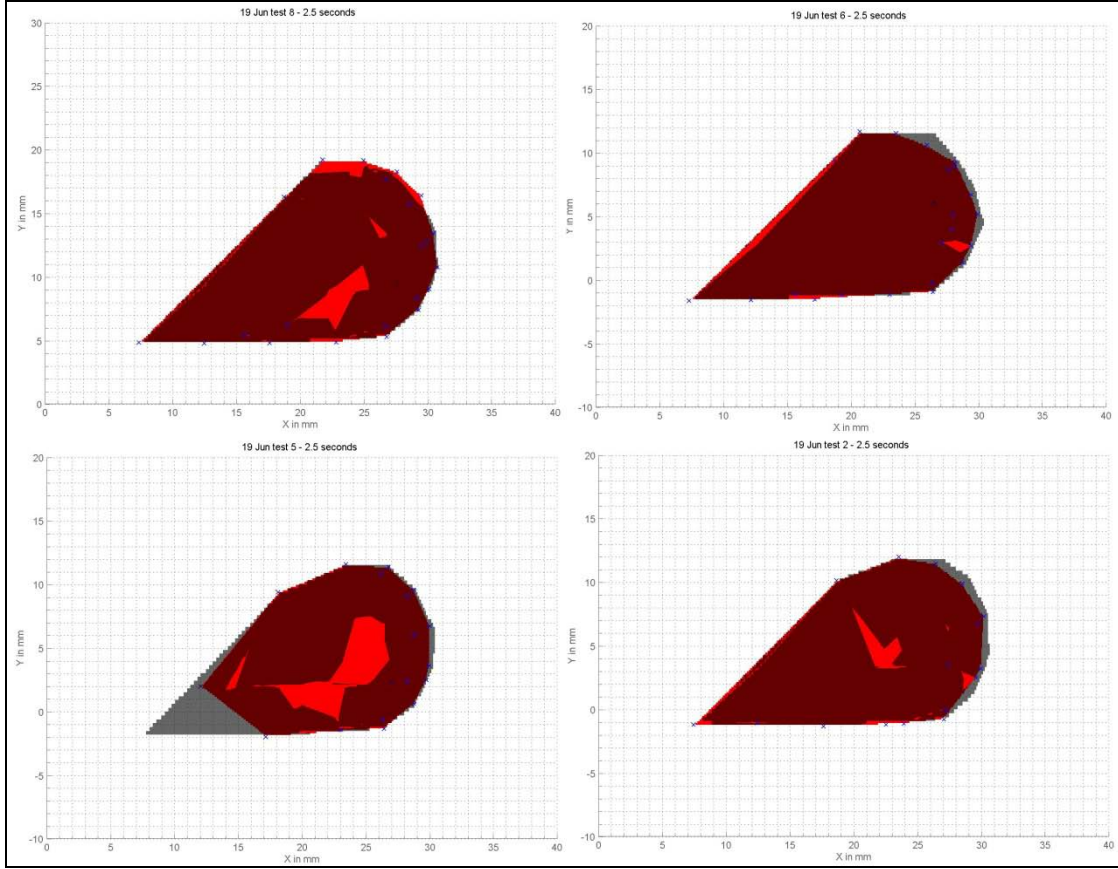 19 Jun test 8 - 2.5 seconds
30
25
20
15
10
5
0
Y in mm
0 5 10 15 20 25 30 35 40
X in mm
19 Jun test 6 - 2.5 seconds
20
15
10
5
0
-5
-10
Y in mm
0 5 10 15 20 25 30 35 40
X in mm
19 Jun test 5 - 2.5 seconds
20
15
10
5
0
-5
-10
Y in mm
0 5 10 15 20 25 30 35 40
X in mm
19 Jun test 2 - 2.5 seconds
20
15
10
5
0
-5
-10
Y in mm
0 5 10 15 20 25 30 35 40
X in mm